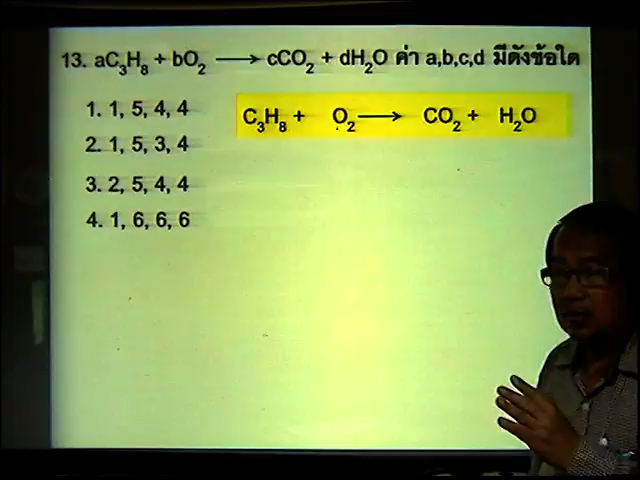 13. aC₃H₈ + bO₂ ⟶ cCO₂ + dH₂O ค่า a,b,c,d มีดังข้อใด
1. 1, 5, 4, 4
C₃H₈ + O₂ ⟶ CO₂ + H₂O
2. 1, 5, 3, 4
3. 2, 5, 4, 4
4. 1, 6, 6, 6